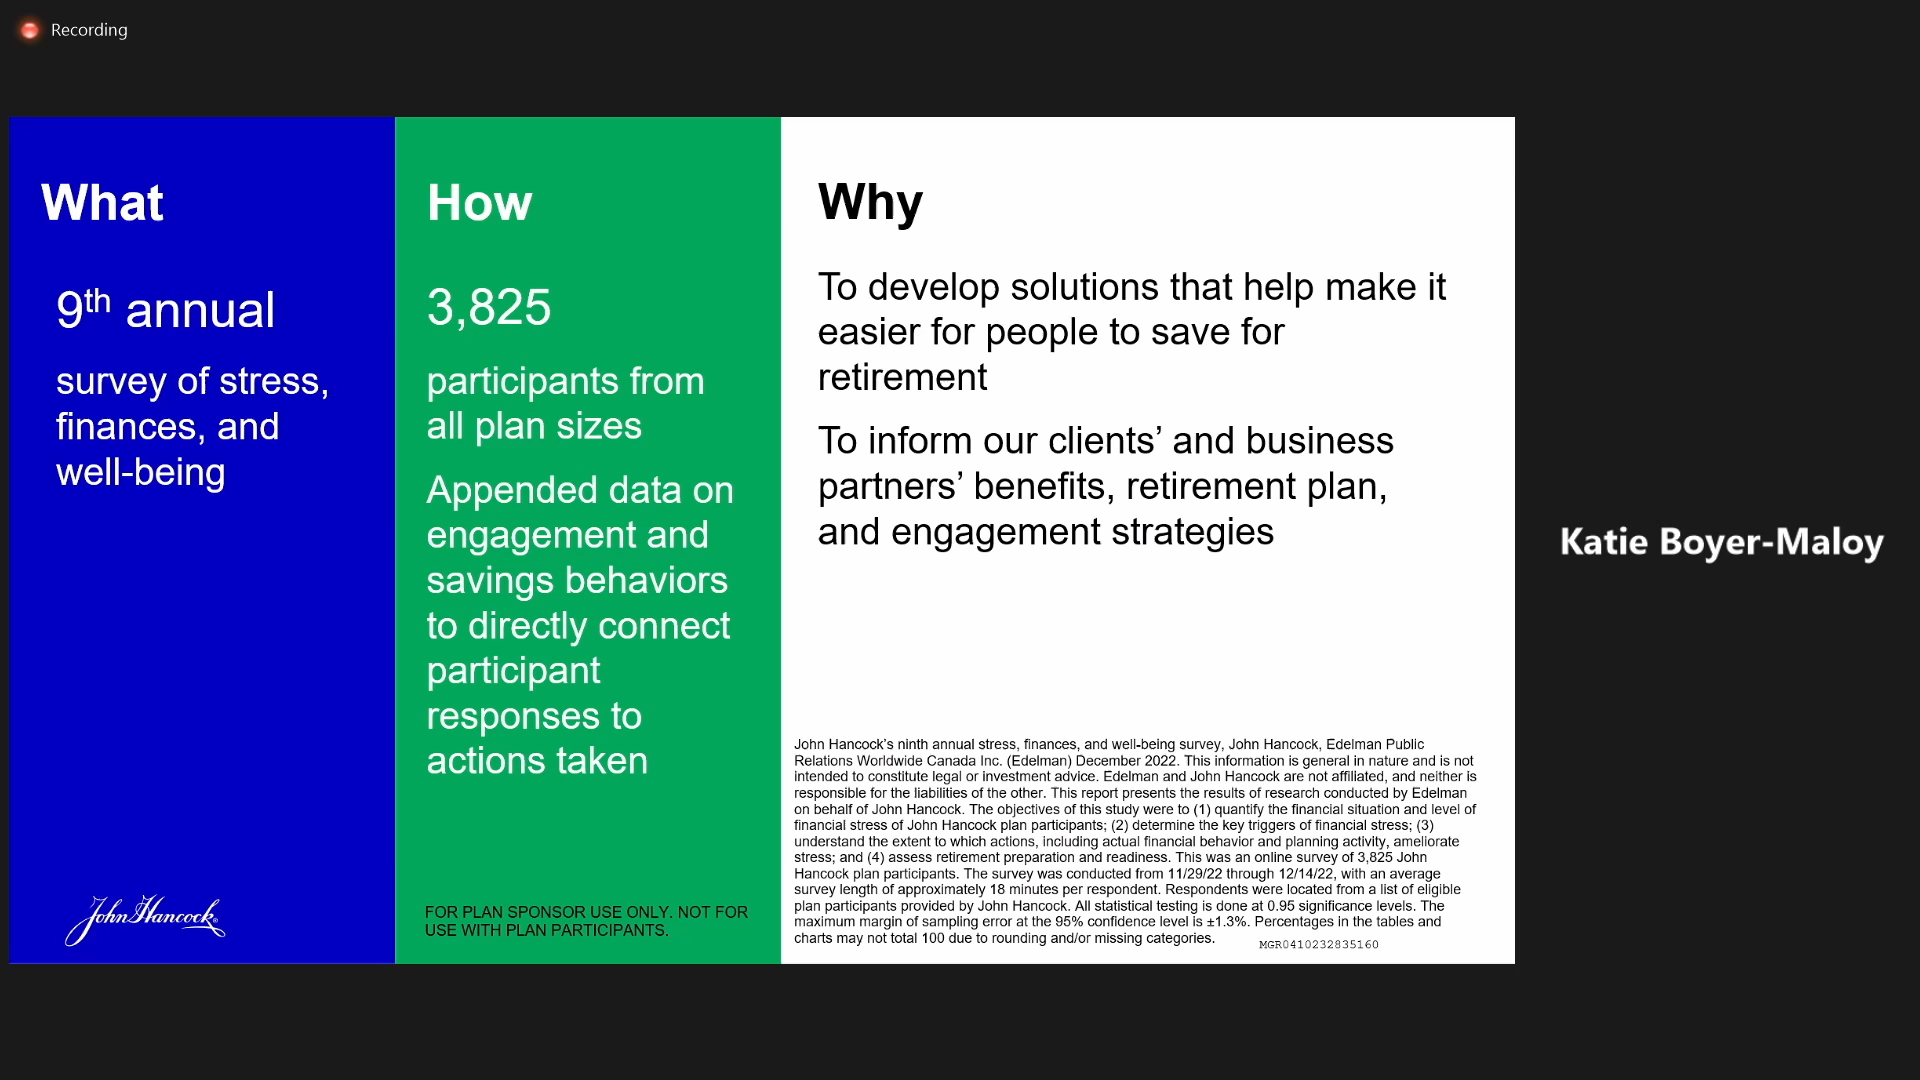 Recording
What
9th annual
survey of stress,
finances, and
well-being
John Hancock®
How
3,825
participants from
all plan sizes
Appended data on
engagement and
savings behaviors
to directly connect
participant
responses to
actions taken
FOR PLAN SPONSOR USE ONLY. NOT FOR
USE WITH PLAN PARTICIPANTS.
Why
To develop solutions that help make it
easier for people to save for
retirement
To inform our clients’ and business
partners’ benefits, retirement plan,
and engagement strategies
John Hancock’s ninth annual stress, finances, and well-being survey, John Hancock, Edelman Public
Relations Worldwide Canada Inc. (Edelman) December 2022. This information is general in nature and is not
intended to constitute legal or investment advice. Edelman and John Hancock are not affiliated, and neither is
responsible for the liabilities of the other. This report presents the results of research conducted by Edelman
on behalf of John Hancock. The objectives of this study were to (1) quantify the financial situation and level of
financial stress of John Hancock plan participants; (2) determine the key triggers of financial stress; (3)
understand the extent to which actions, including actual financial behavior and planning activity, ameliorate
stress; and (4) assess retirement preparation and readiness. This was an online survey of 3,825 John
Hancock plan participants. The survey was conducted from 11/29/22 through 12/14/22, with an average
survey length of approximately 18 minutes per respondent. Respondents were located from a list of eligible
plan participants provided by John Hancock. All statistical testing is done at 0.95 significance levels. The
maximum margin of sampling error at the 95% confidence level is ±1.3%. Percentages in the tables and
charts may not total 100 due to rounding and/or missing categories.
MGR0410232835160
Katie Boyer-Maloy